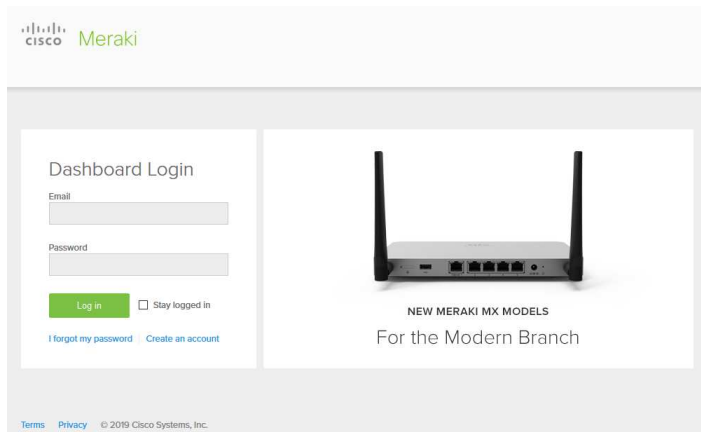 cisco Meraki
Dashboard Login
Email
Password
Log in Stay logged in
I forgot my password Create an account
NEW MERAKI MX MODELS
For the Modern Branch
Terms Privacy © 2019 Cisco Systems, Inc.